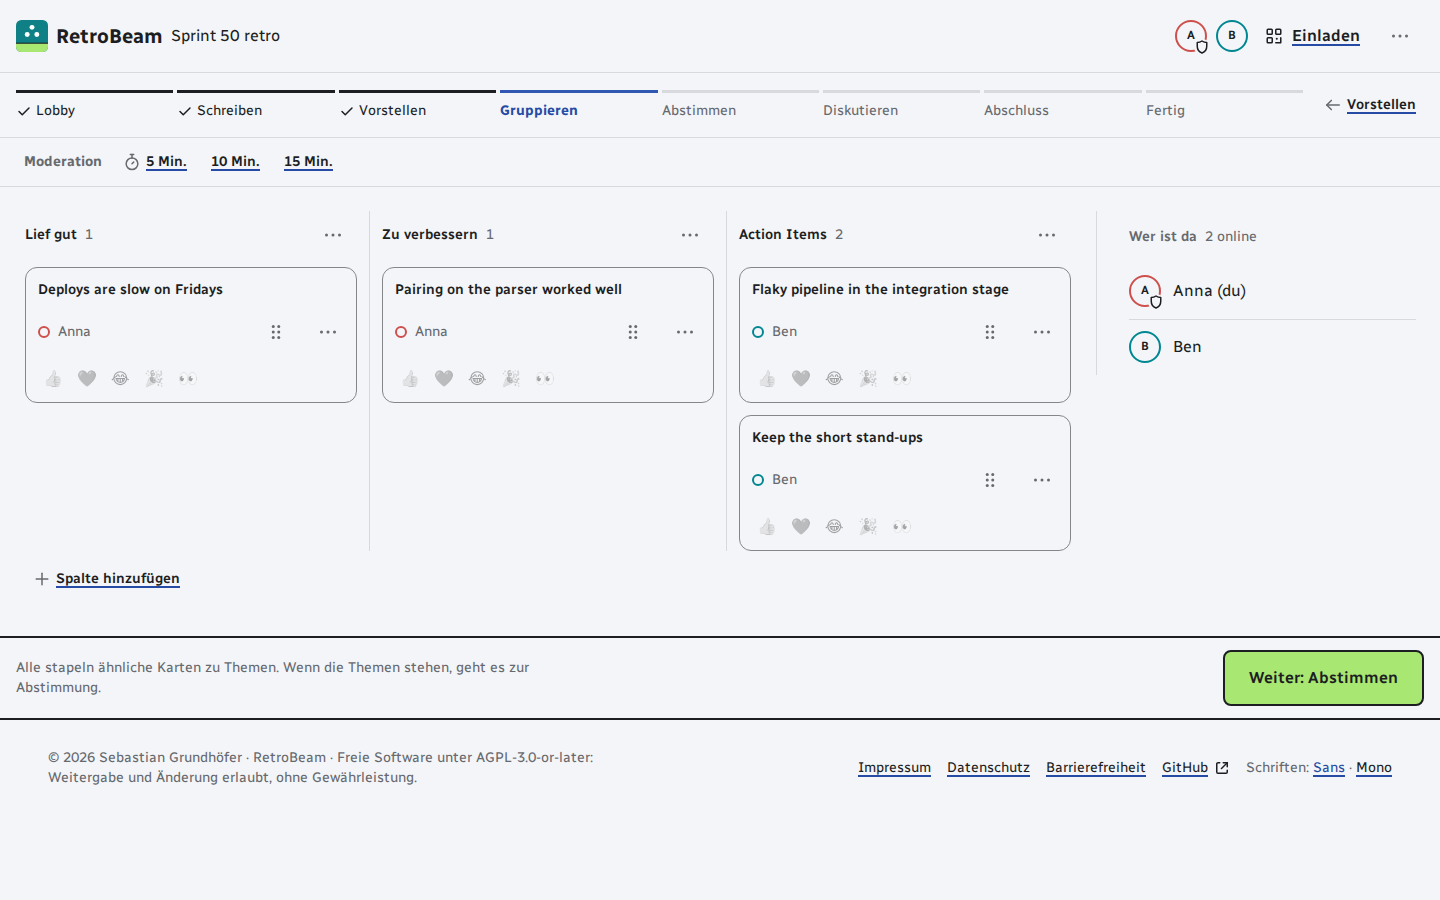 RetroBeam Sprint 50 retro
A B Einladen
Lobby Schreiben Vorstellen Gruppieren Abstimmen Diskutieren Abschluss Fertig Vorstellen
Moderation 5 Min. 10 Min. 15 Min.
Lief gut 1
Deploys are slow on Fridays
Anna
Zu verbessern 1
Pairing on the parser worked well
Anna
Action Items 2
Flaky pipeline in the integration stage
Ben
Keep the short stand-ups
Ben
Wer ist da 2 online
A Anna (du)
B Ben
Spalte hinzufügen
Alle stapeln ähnliche Karten zu Themen. Wenn die Themen stehen, geht es zur
Abstimmung.
Weiter: Abstimmen
© 2026 Sebastian Grundhöfer · RetroBeam · Freie Software unter AGPL-3.0-or-later:
Weitergabe und Änderung erlaubt, ohne Gewährleistung.
Impressum Datenschutz Barrierefreiheit GitHub Schriften: Sans · Mono